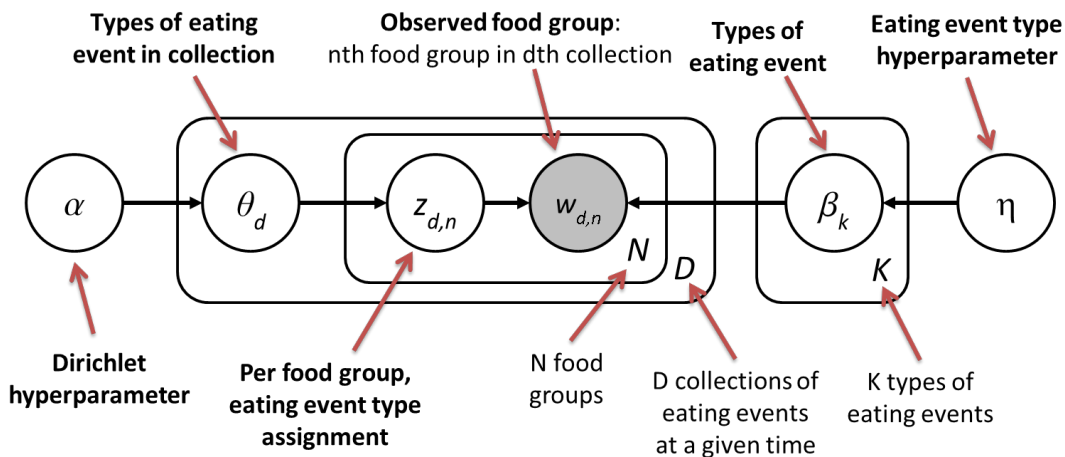 Types of eating
event in collection
Observed food group:
nth food group in dth collection
Types of
eating event
Eating event type
hyperparameter
α
θd
zd,n
wd,n
βk
η
N
D
K
Dirichlet
hyperparameter
Per food group,
eating event type
assignment
N food
groups
D collections of
eating events
at a given time
K types of
eating events